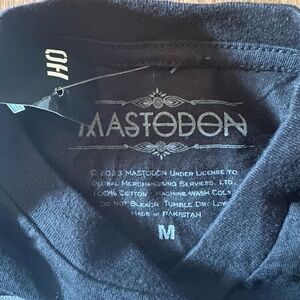 HO
MASTODON
© 2023 MASTODON UNDER LICENSE TO
GLOBAL MERCHANDISING SERVICES, LTD.
100% COTTON MACHINE WASH COLD
DO NOT BLEACH TUMBLE DRY LOW
MADE IN PAKISTAN
M